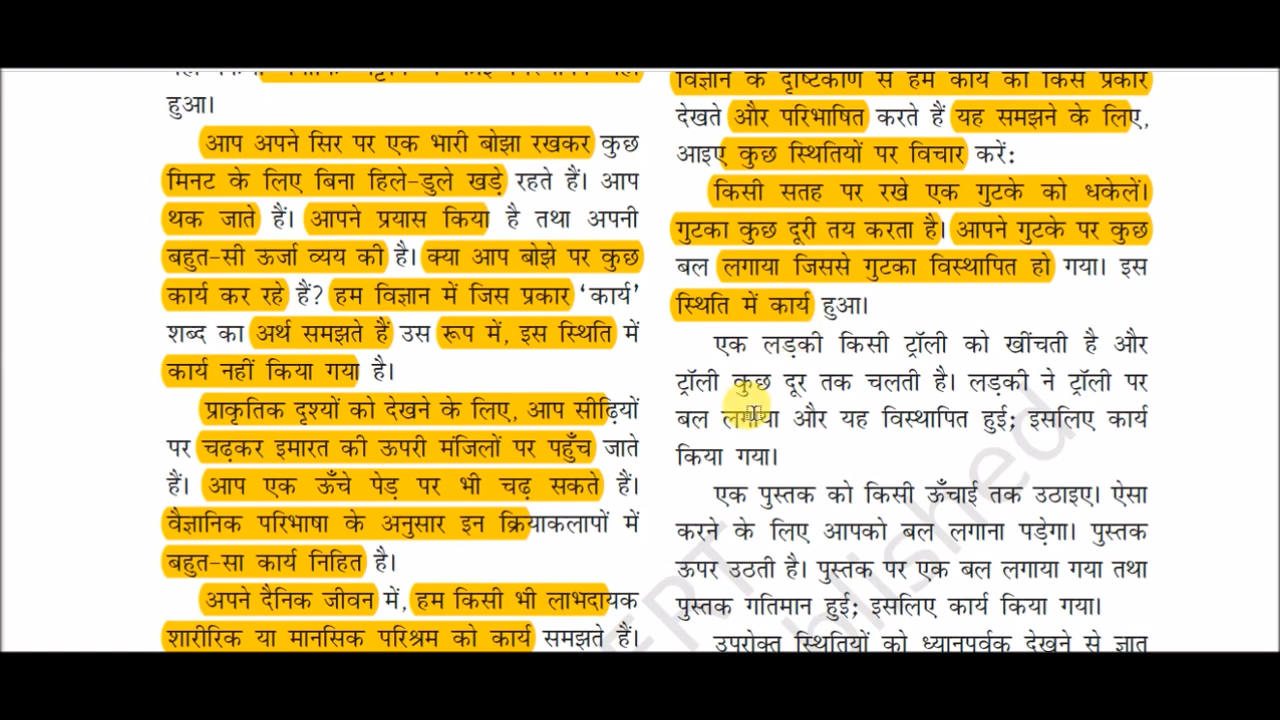 हुआ।
आप अपने सिर पर एक भारी बोझा रखकर कुछ
मिनट के लिए बिना हिले-डुले खड़े रहते हैं। आप
थक जाते हैं। आपने प्रयास किया है तथा अपनी
बहुत-सी ऊर्जा व्यय की है। क्या आप बोझे पर कुछ
कार्य कर रहे हैं? हम विज्ञान में जिस प्रकार ‘कार्य’
शब्द का अर्थ समझते हैं उस रूप में, इस स्थिति में
कार्य नहीं किया गया है।
प्राकृतिक दृश्यों को देखने के लिए, आप सीढ़ियों
पर चढ़कर इमारत की ऊपरी मंजिलों पर पहुँच जाते
हैं। आप एक ऊँचे पेड़ पर भी चढ़ सकते हैं।
वैज्ञानिक परिभाषा के अनुसार इन क्रियाकलापों में
बहुत-सा कार्य निहित है।
अपने दैनिक जीवन में, हम किसी भी लाभदायक
शारीरिक या मानसिक परिश्रम को कार्य समझते हैं।
विज्ञान के दृष्टिकोण से हम कार्य को किस प्रकार
देखते और परिभाषित करते हैं यह समझने के लिए,
आइए कुछ स्थितियों पर विचार करें:
किसी सतह पर रखे एक गुटके को धकेलें।
गुटका कुछ दूरी तय करता है। आपने गुटके पर कुछ
बल लगाया जिससे गुटका विस्थापित हो गया। इस
स्थिति में कार्य हुआ।
एक लड़की किसी ट्रॉली को खींचती है और
ट्रॉली कुछ दूर तक चलती है। लड़की ने ट्रॉली पर
बल लगाया और यह विस्थापित हुई; इसलिए कार्य
किया गया।
एक पुस्तक को किसी ऊँचाई तक उठाइए। ऐसा
करने के लिए आपको बल लगाना पड़ेगा। पुस्तक
ऊपर उठती है। पुस्तक पर एक बल लगाया गया तथा
पुस्तक गतिमान हुई; इसलिए कार्य किया गया।
उपरोक्त स्थितियों को ध्यानपूर्वक देखने से ज्ञात